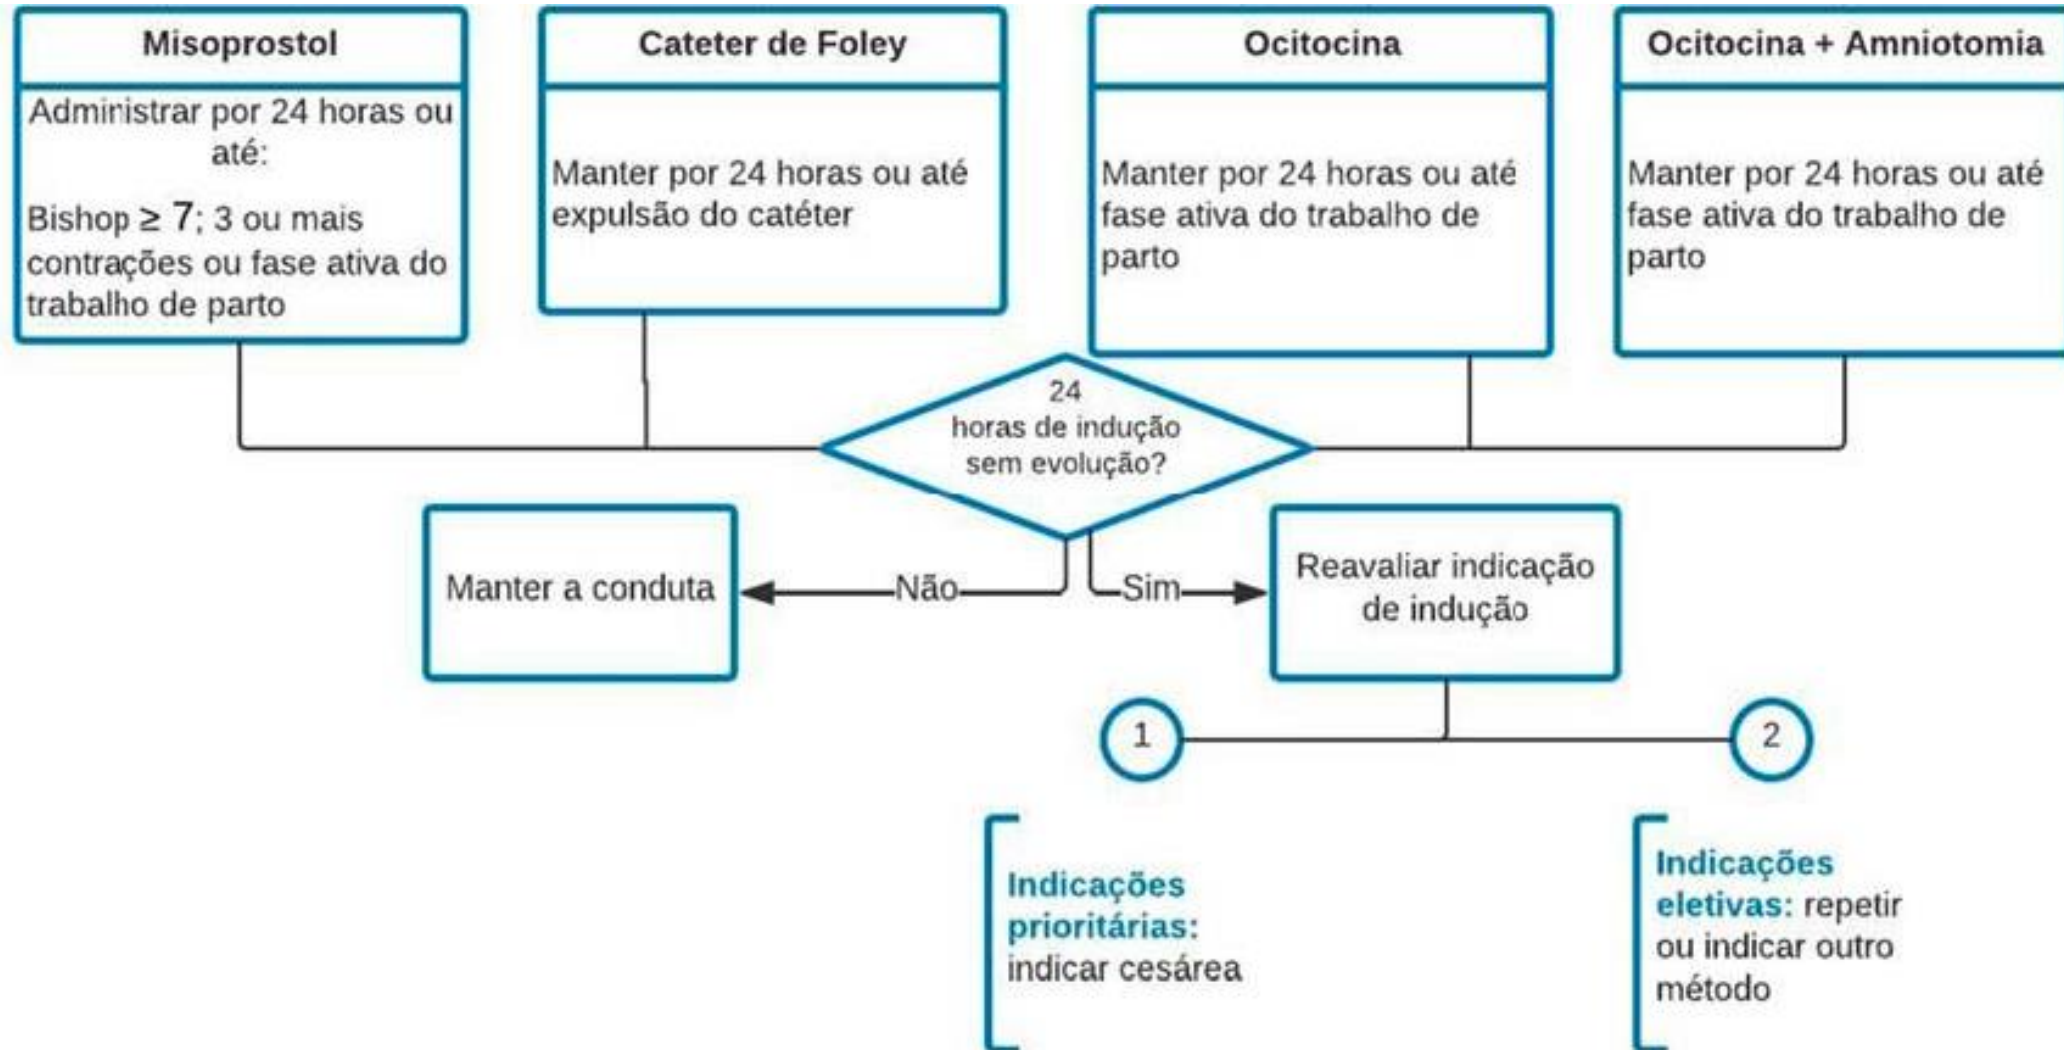 Misoprostol
Administrar por 24 horas ou
até:
Bishop ≥ 7; 3 ou mais
contrações ou fase ativa do
trabalho de parto
Cateter de Foley
Manter por 24 horas ou até
expulsão do catéter
Ocitocina
Manter por 24 horas ou até
fase ativa do trabalho de
parto
Ocitocina + Amniotomia
Manter por 24 horas ou até
fase ativa do trabalho de
parto
24
horas de indução
sem evolução?
Não
Manter a conduta
Sim
Reavaliar indicação
de indução
1
Indicações
prioritárias:
indicar cesárea
2
Indicações
eletivas: repetir
ou indicar outro
método